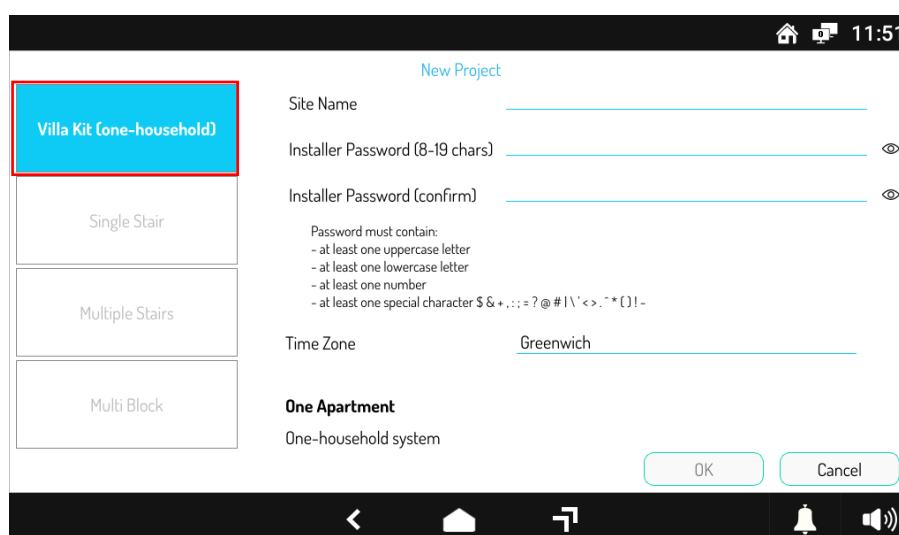 11:51
New Project
Villa Kit (one-household)
Single Stair
Multiple Stairs
Multi Block
Site Name
Installer Password (8-19 chars)
Installer Password (confirm)
Password must contain:
- at least one uppercase letter
- at least one lowercase letter
- at least one number
- at least one special character $ & + , : ; = ? @ # | \ ' < > . ^ * ( ) ! -
Time Zone Greenwich
One Apartment
One-household system
OK Cancel